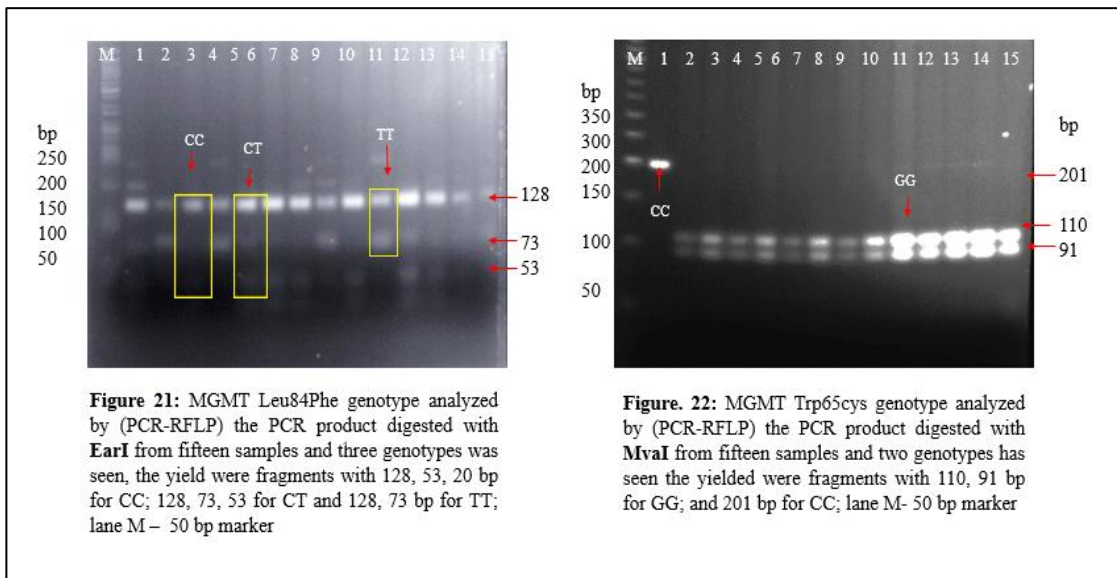 M 1 2 3 4 5 6 7 8 9 10 11 12 13 14 15
bp
250
200
150
100
50
CC
CT
TT
128
73
53
Figure 21: MGMT Leu84Phe genotype analyzed
by (PCR-RFLP) the PCR product digested with
EarI from fifteen samples and three genotypes was
seen, the yield were fragments with 128, 53, 20 bp
for CC; 128, 73, 53 for CT and 128, 73 bp for TT;
lane M – 50 bp marker
M 1 2 3 4 5 6 7 8 9 10 11 12 13 14 15
bp
350
300
200
150
100
50
CC
GG
bp
201
110
91
Figure. 22: MGMT Trp65cys genotype analyzed
by (PCR-RFLP) the PCR product digested with
MvaI from fifteen samples and two genotypes has
seen the yielded were fragments with 110, 91 bp
for GG; and 201 bp for CC; lane M- 50 bp marker